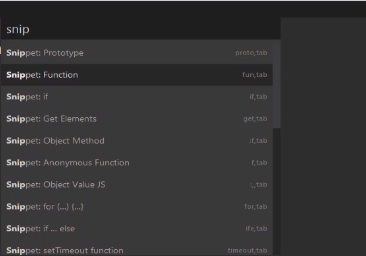 snip
Snippet: Prototype proto,tab
Snippet: Function fun,tab
Snippet: if if,tab
Snippet: Get Elements get,tab
Snippet: Object Method :f,tab
Snippet: Anonymous Function f,tab
Snippet: Object Value JS :,,tab
Snippet: for (...) {...} for,tab
Snippet: if ... else ife,tab
Snippet: setTimeout function timeout,tab